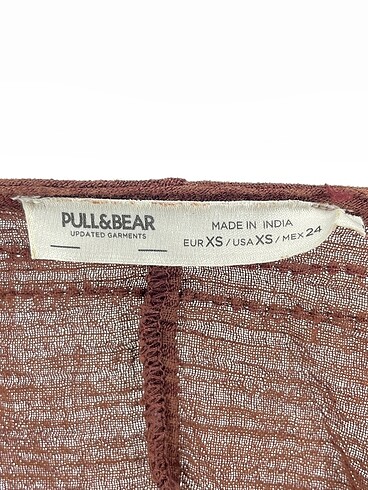 PULL&BEAR
UPDATED GARMENTS
MADE IN INDIA
EUR XS / USA XS / MEX 24